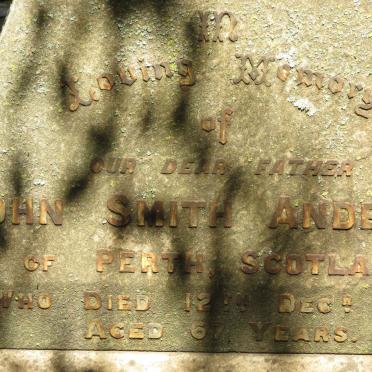 In
Loving Memory
of
OUR DEAR FATHER
OHN SMITH ANDE
OF PERTH, SCOTLA
WHO DIED 12TH DECR
AGED 67 YEARS.